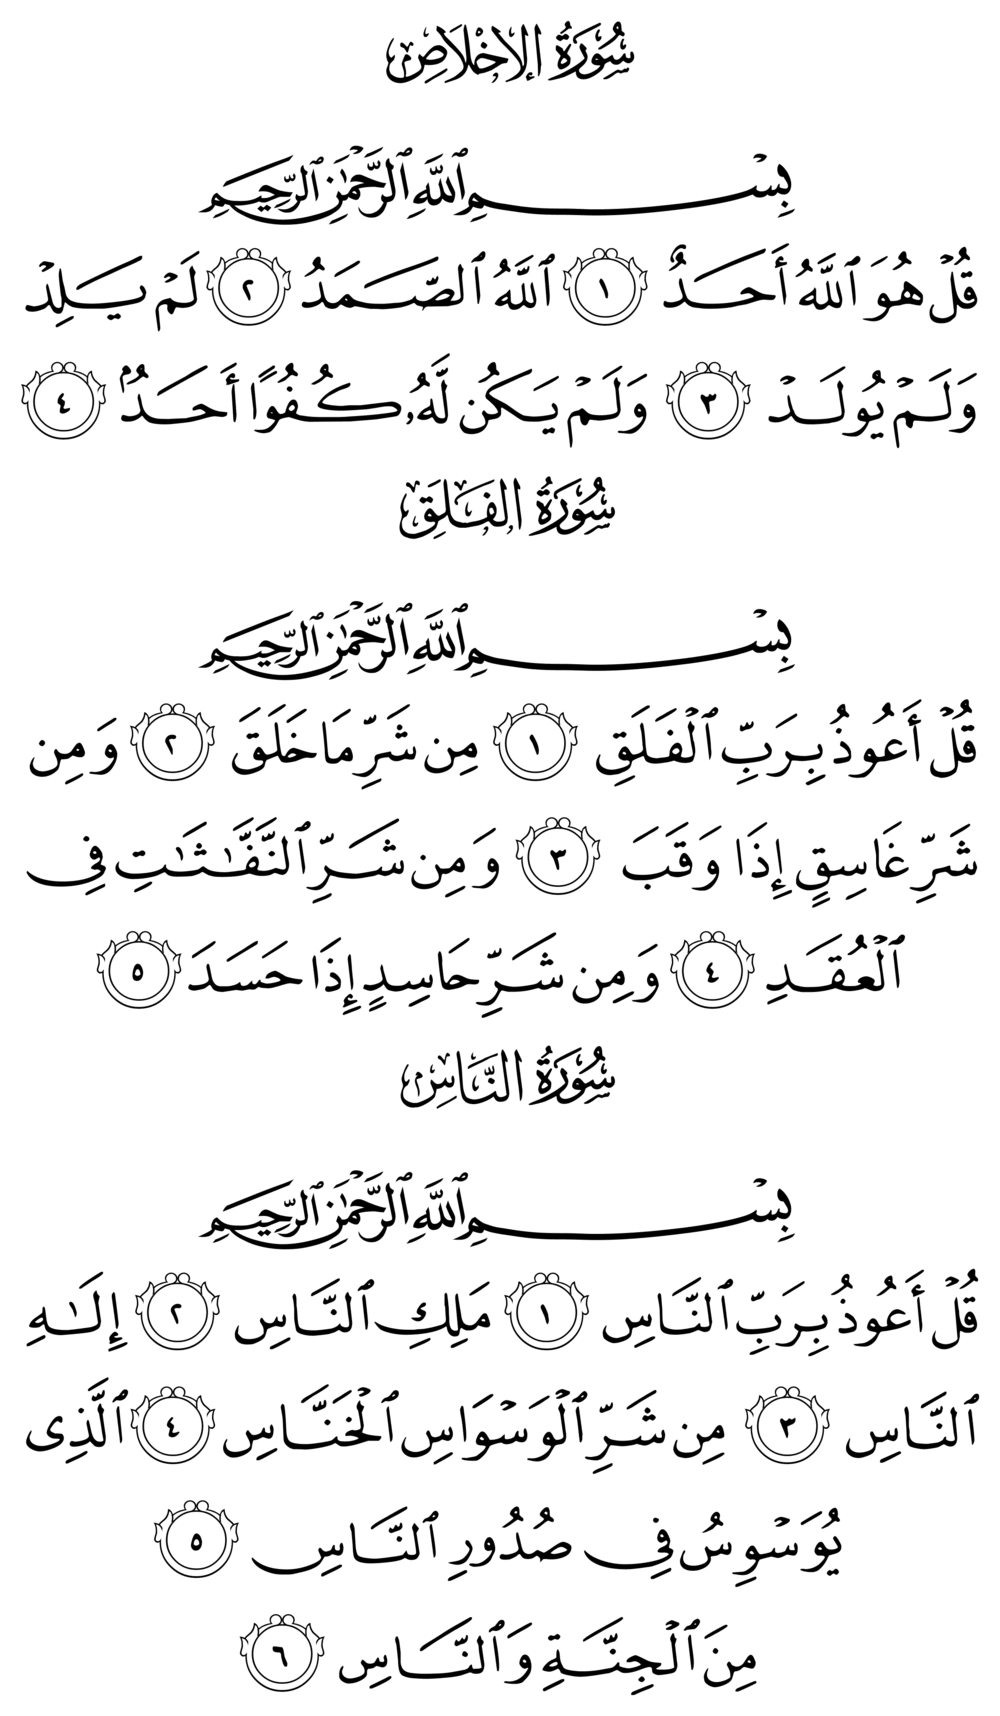 سُورَةُ الإِخْلَاصِ
بِسْمِ ٱللَّهِ ٱلرَّحْمَٰنِ ٱلرَّحِيمِ
قُلْ هُوَ ٱللَّهُ أَحَدٌ ١ ٱللَّهُ ٱلصَّمَدُ ٢ لَمْ يَلِدْ
وَلَمْ يُولَدْ ٣ وَلَمْ يَكُن لَّهُۥ كُفُوًا أَحَدٌۢ ٤
سُورَةُ الفَلَقِ
بِسْمِ ٱللَّهِ ٱلرَّحْمَٰنِ ٱلرَّحِيمِ
قُلْ أَعُوذُ بِرَبِّ ٱلْفَلَقِ ١ مِن شَرِّ مَا خَلَقَ ٢ وَمِن
شَرِّ غَاسِقٍ إِذَا وَقَبَ ٣ وَمِن شَرِّ ٱلنَّفَّٰثَٰتِ فِى
ٱلْعُقَدِ ٤ وَمِن شَرِّ حَاسِدٍ إِذَا حَسَدَ ٥
سُورَةُ النَّاسِ
بِسْمِ ٱللَّهِ ٱلرَّحْمَٰنِ ٱلرَّحِيمِ
قُلْ أَعُوذُ بِرَبِّ ٱلنَّاسِ ١ مَلِكِ ٱلنَّاسِ ٢ إِلَٰهِ
ٱلنَّاسِ ٣ مِن شَرِّ ٱلْوَسْوَاسِ ٱلْخَنَّاسِ ٤ ٱلَّذِى
يُوَسْوِسُ فِى صُدُورِ ٱلنَّاسِ ٥
مِنَ ٱلْجِنَّةِ وَٱلنَّاسِ ٦